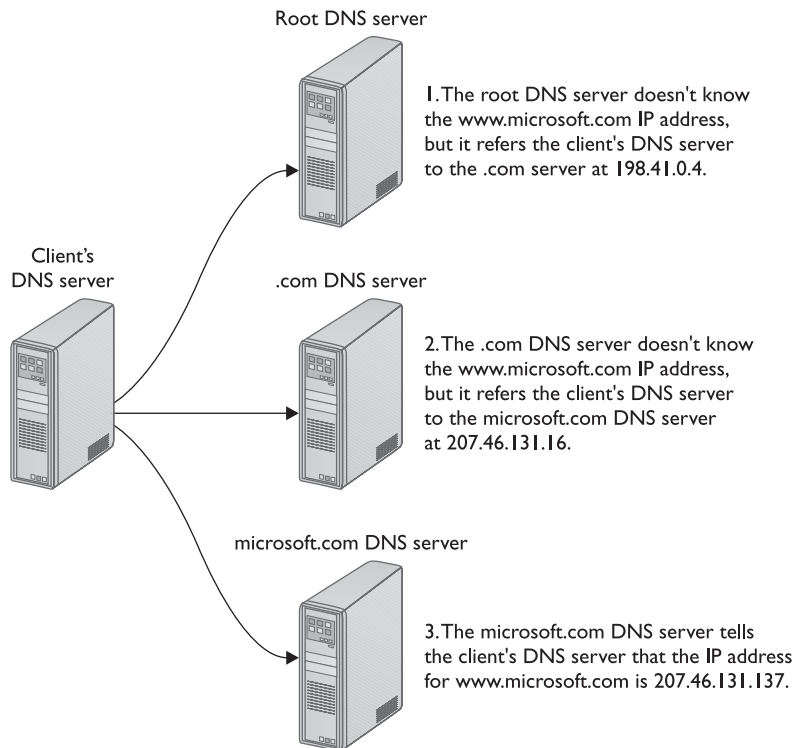 Root DNS server
1. The root DNS server doesn't know
the www.microsoft.com IP address,
but it refers the client's DNS server
to the .com server at 198.41.0.4.
Client's
DNS server
.com DNS server
2. The .com DNS server doesn't know
the www.microsoft.com IP address,
but it refers the client's DNS server
to the microsoft.com DNS server
at 207.46.131.16.
microsoft.com DNS server
3. The microsoft.com DNS server tells
the client's DNS server that the IP address
for www.microsoft.com is 207.46.131.137.